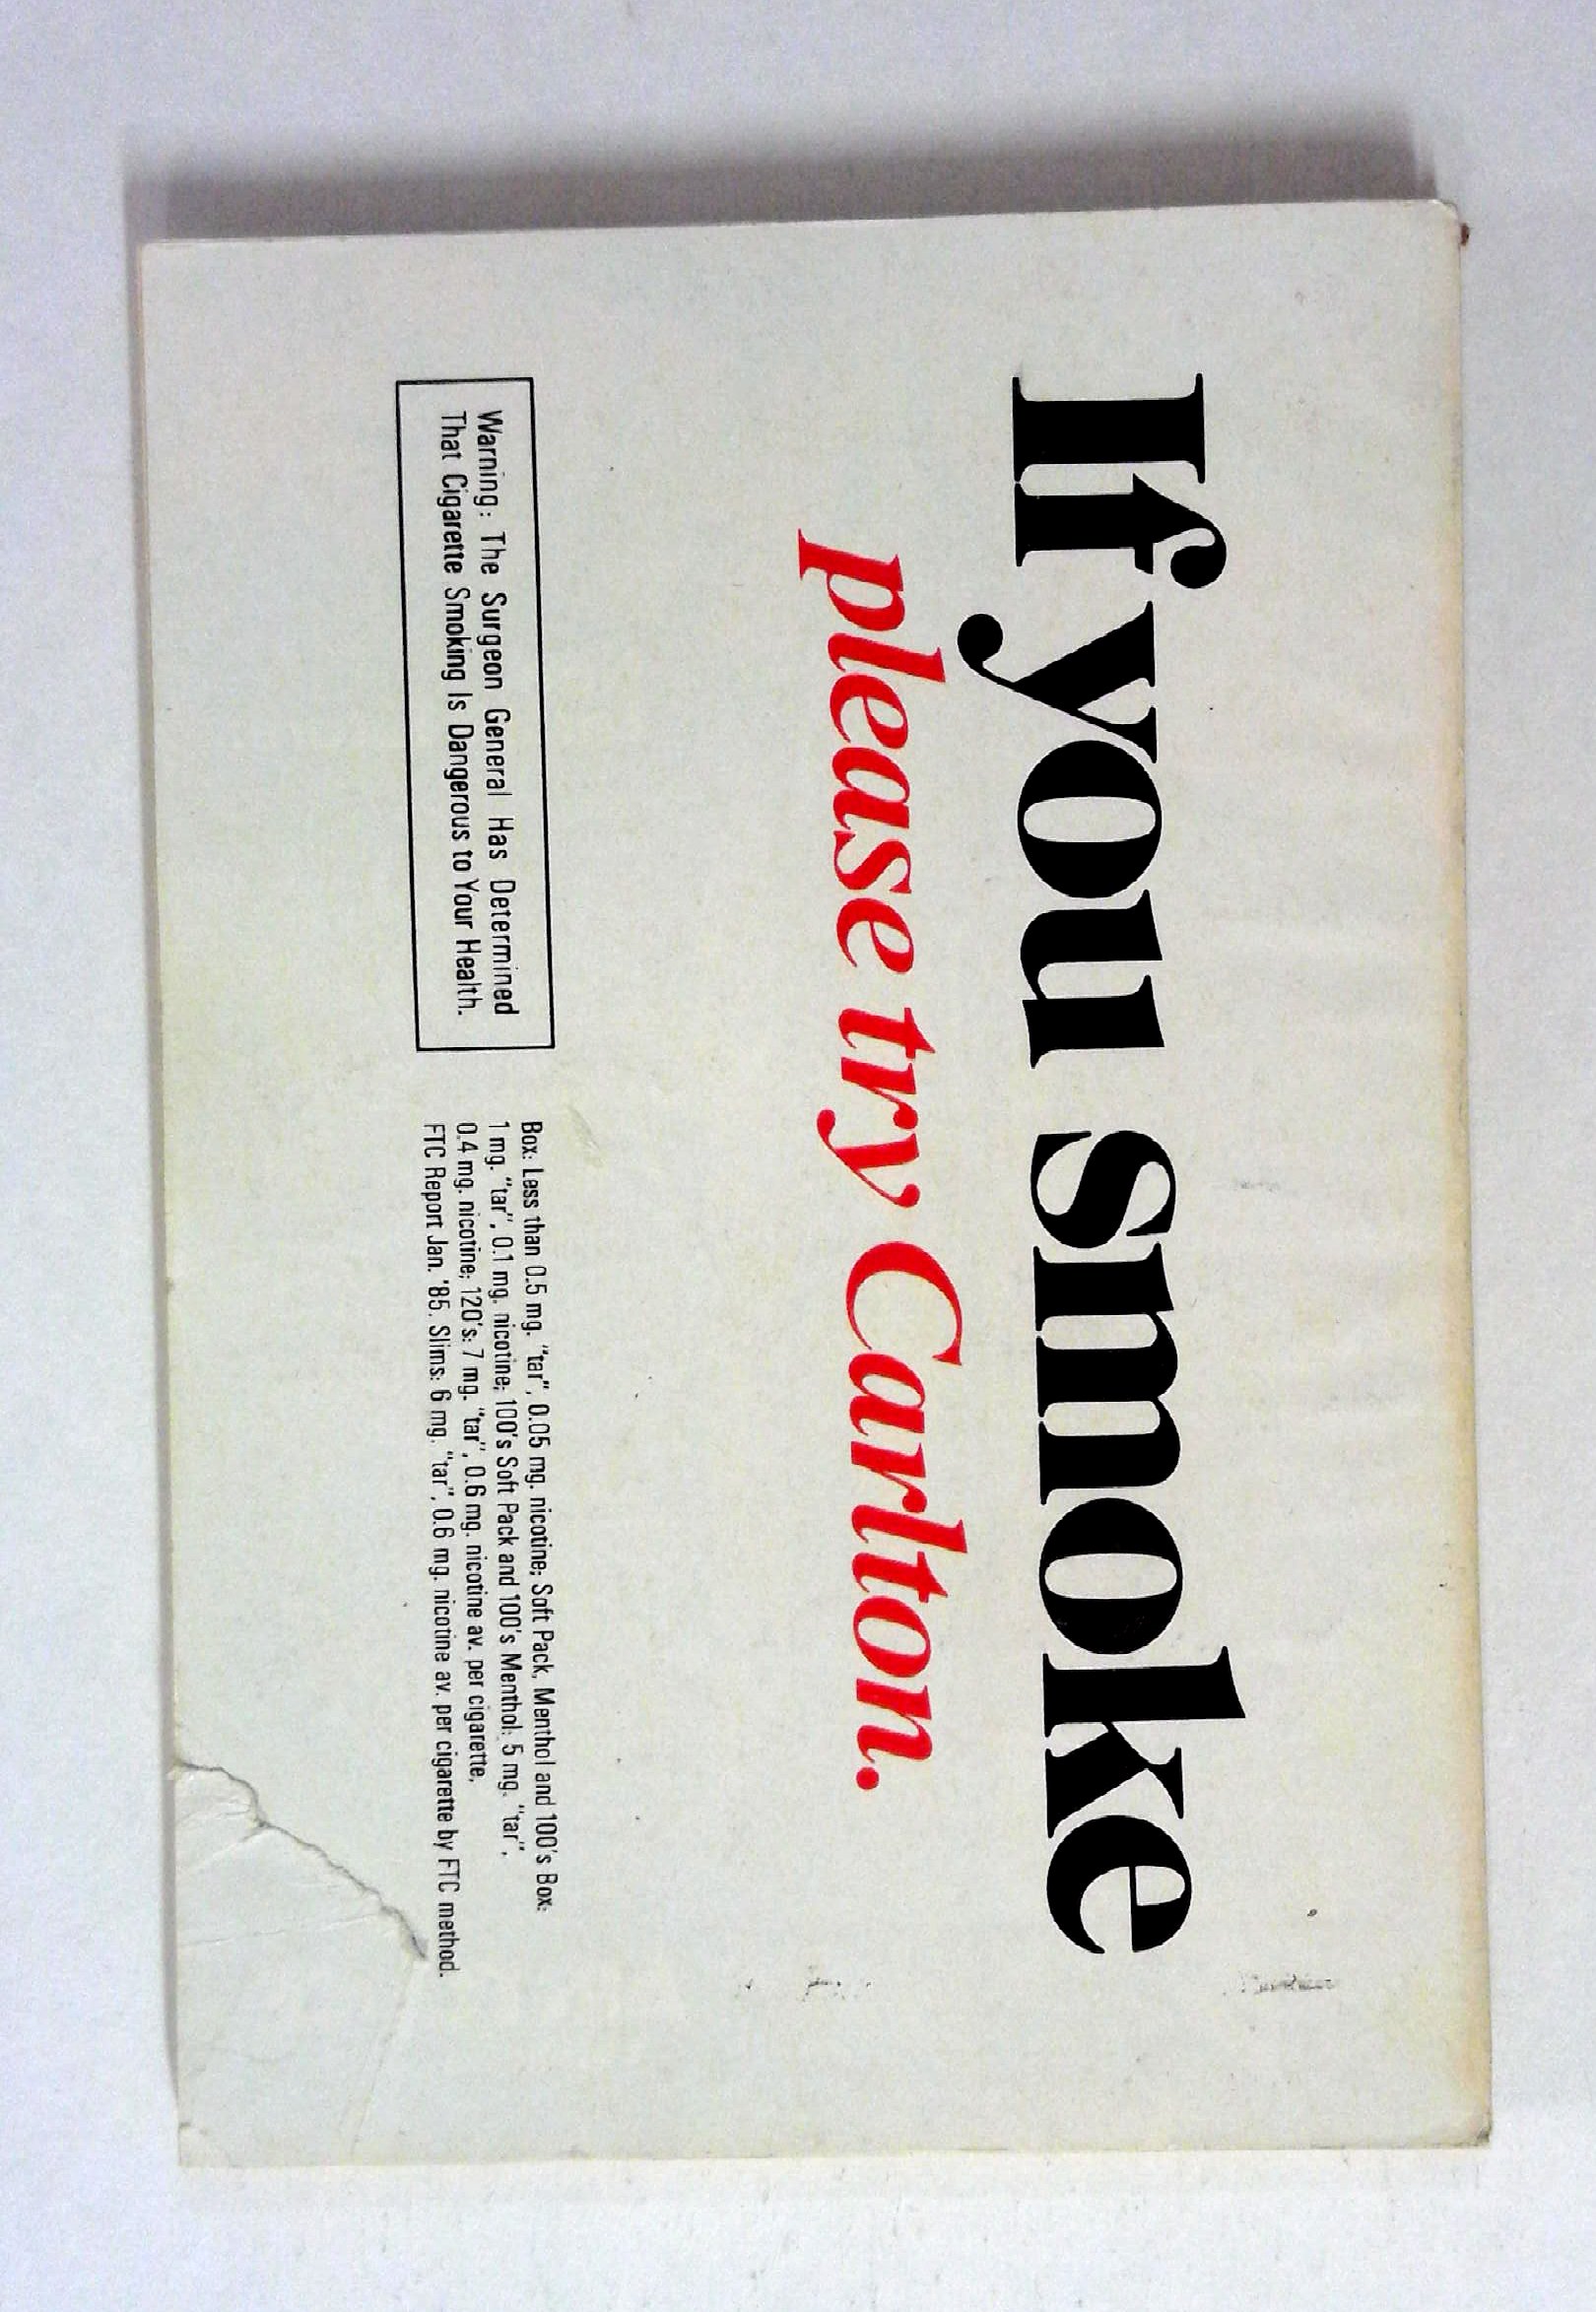 If you smoke
please try Carlton.
Warning: The Surgeon General Has Determined
That Cigarette Smoking Is Dangerous to Your Health.
Box: Less than 0.5 mg. "tar", 0.05 mg. nicotine; Soft Pack, Menthol and 100's Box:
1 mg. "tar", 0.1 mg. nicotine; 100's Soft Pack and 100's Menthol: 5 mg. "tar",
0.4 mg. nicotine; 120's: 7 mg. "tar", 0.6 mg. nicotine av. per cigarette,
FTC Report Jan. '85. Slims: 6 mg. "tar", 0.6 mg. nicotine av. per cigarette by FTC method.